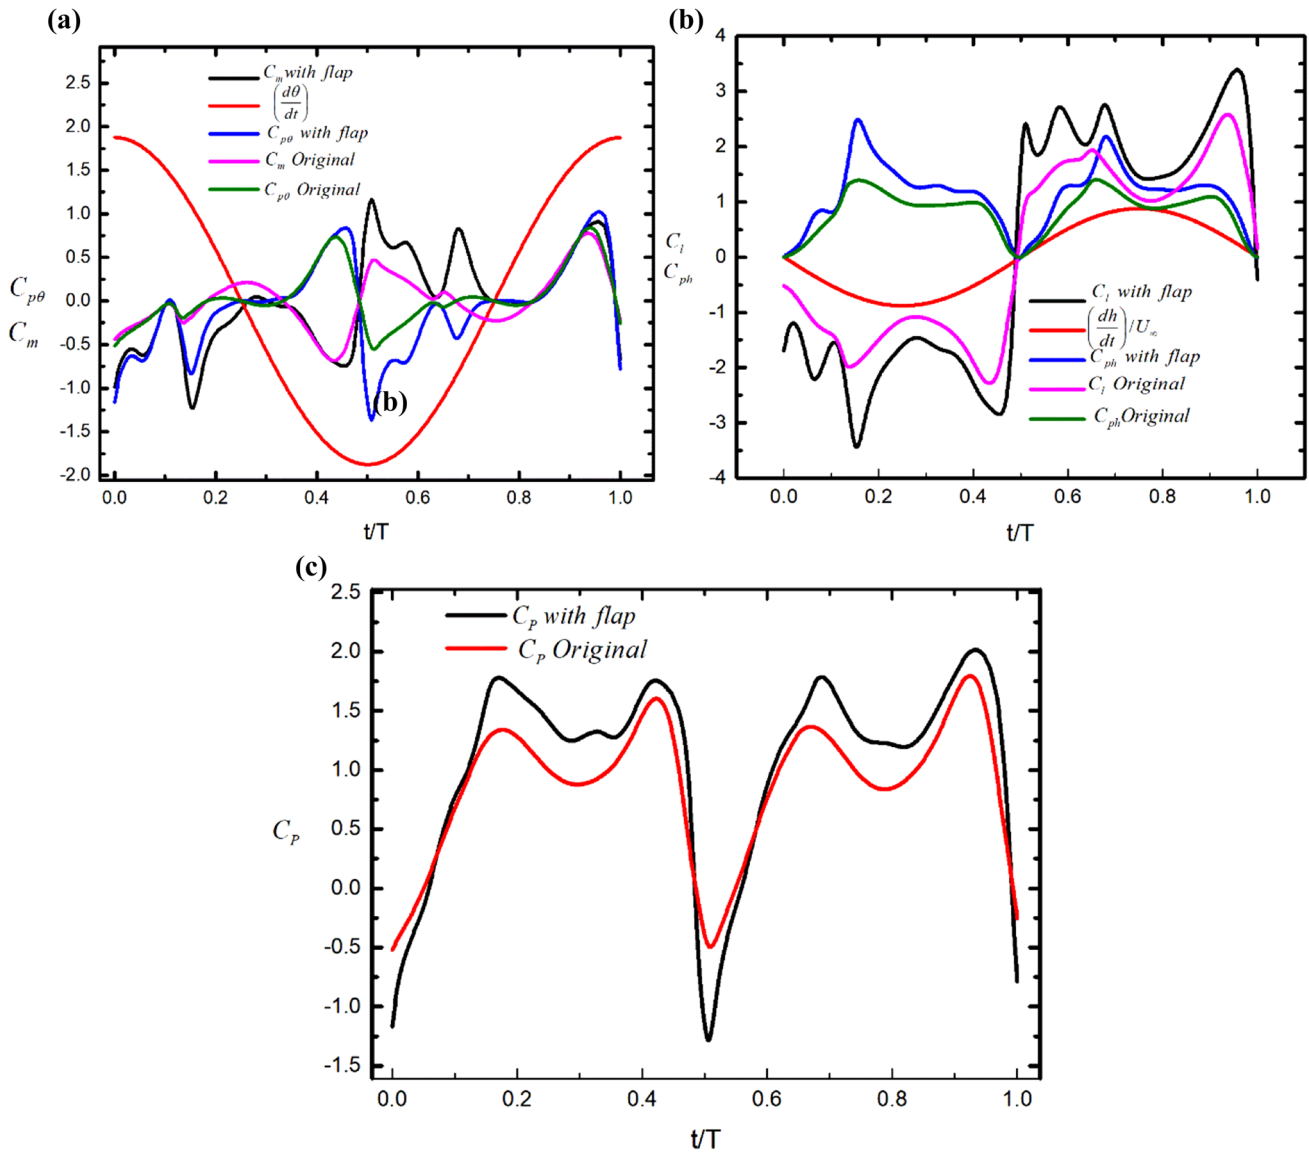 (a)
2.5
2.0
1.5
1.0
0.5
0.0
-0.5
-1.0
-1.5
-2.0
C_pθ
C_m
C_m with flap
(dθ/dt)
C_pθ with flap
C_m Original
C_pθ Original
(b)
0.0 0.2 0.4 0.6 0.8 1.0
t/T
(b)
4
3
2
1
0
-1
-2
-3
-4
C_l
C_ph
C_l with flap
(dh/dt)/U_∞
C_ph with flap
C_l Original
C_ph Original
0.0 0.2 0.4 0.6 0.8 1.0
t/T
(c)
2.5
2.0
1.5
1.0
0.5
0.0
-0.5
-1.0
-1.5
C_P
C_P with flap
C_P Original
0.0 0.2 0.4 0.6 0.8 1.0
t/T